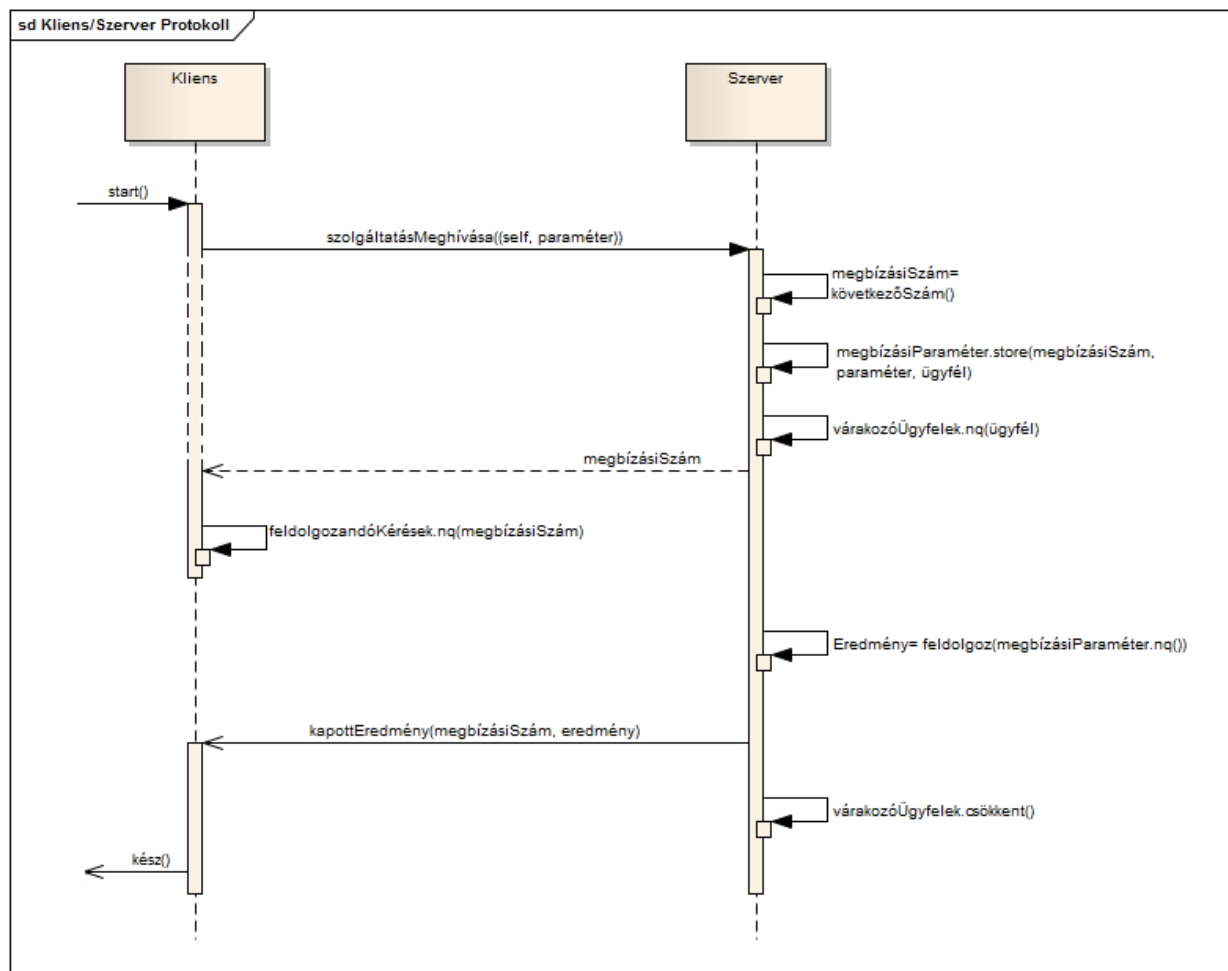 sd Kliens/Szerver Protokoll
Kliens
Szerver
start()
szolgáltatásMeghívása((self, paraméter))
megbízásiSzám=
következőSzám()
megbízásiParaméter.store(megbízásiSzám,
paraméter, ügyfél)
várakozóÜgyfelek.nq(ügyfél)
megbízásiSzám
feldolgozandóKérések.nq(megbízásiSzám)
Eredmény= feldolgoz(megbízásiParaméter.nq())
kapottEredmény(megbízásiSzám, eredmény)
várakozóÜgyfelek.csökkent()
kész()